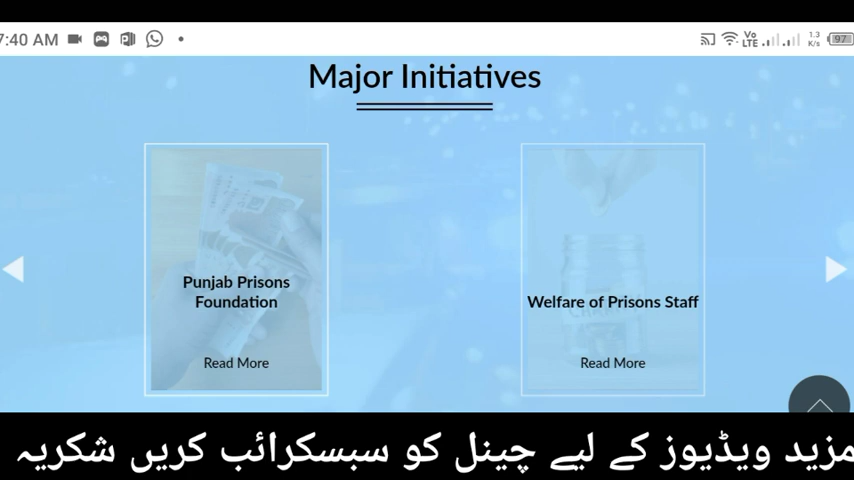 7:40 AM
Vo
LTE
1.3
K/s
97
Major Initiatives
Punjab Prisons
Foundation
Welfare of Prisons Staff
Read More
Read More
مزید ویڈیوز کے لیے چینل کو سبسکرائب کریں شکریہ